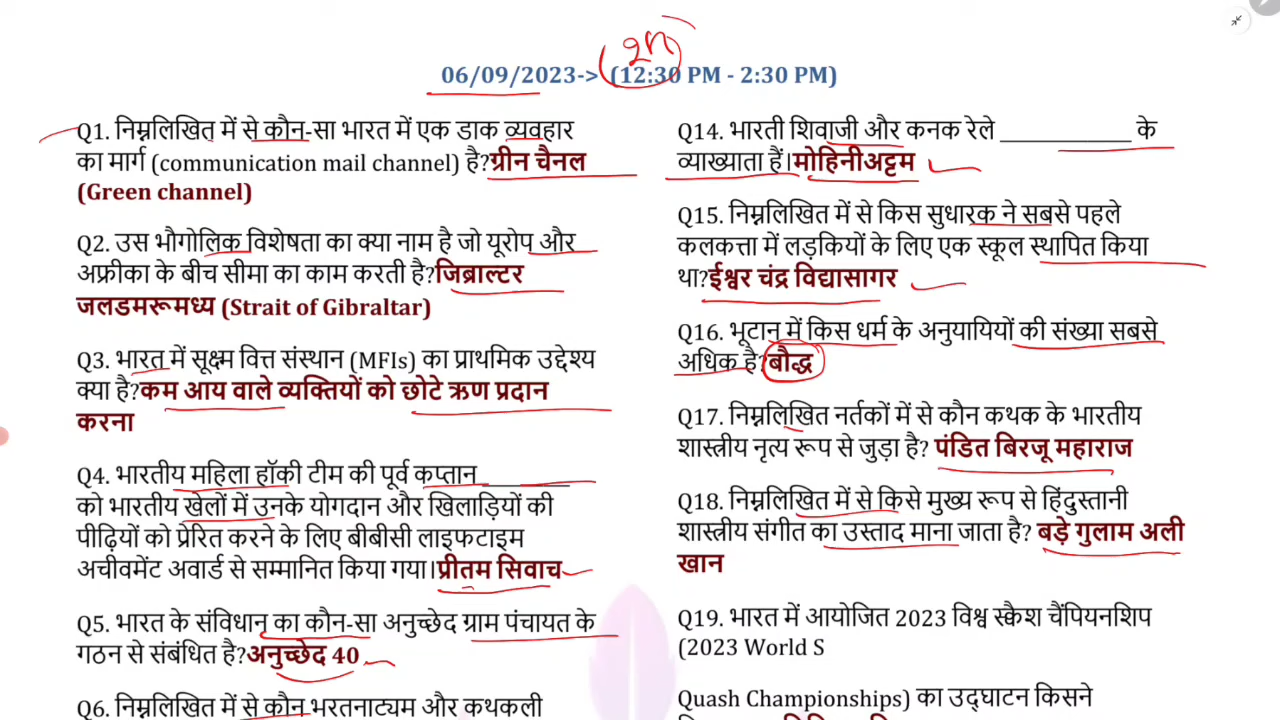 2n
06/09/2023-> (12:30 PM - 2:30 PM)
Q1. निम्नलिखित में से कौन-सा भारत में एक डाक व्यवहार
का मार्ग (communication mail channel) है?ग्रीन चैनल
(Green channel)
Q2. उस भौगोलिक विशेषता का क्या नाम है जो यूरोप और
अफ्रीका के बीच सीमा का काम करती है?जिब्राल्टर
जलडमरूमध्य (Strait of Gibraltar)
Q3. भारत में सूक्ष्म वित्त संस्थान (MFIs) का प्राथमिक उद्देश्य
क्या है?कम आय वाले व्यक्तियों को छोटे ऋण प्रदान
करना
Q4. भारतीय महिला हॉकी टीम की पूर्व कप्तान __________
को भारतीय खेलों में उनके योगदान और खिलाड़ियों की
पीढ़ियों को प्रेरित करने के लिए बीबीसी लाइफटाइम
अचीवमेंट अवार्ड से सम्मानित किया गया।प्रीतम सिवाच
Q5. भारत के संविधान का कौन-सा अनुच्छेद ग्राम पंचायत के
गठन से संबंधित है?अनुच्छेद 40
Q6. निम्नलिखित में से कौन भरतनाट्यम और कथकली
Q14. भारती शिवाजी और कनक रेले ______________ के
व्याख्याता हैं।मोहिनीअट्टम
Q15. निम्नलिखित में से किस सुधारक ने सबसे पहले
कलकत्ता में लड़कियों के लिए एक स्कूल स्थापित किया
था?ईश्वर चंद्र विद्यासागर
Q16. भूटान में किस धर्म के अनुयायियों की संख्या सबसे
अधिक है?बौद्ध
Q17. निम्नलिखित नर्तकों में से कौन कथक के भारतीय
शास्त्रीय नृत्य रूप से जुड़ा है? पंडित बिरजू महाराज
Q18. निम्नलिखित में से किसे मुख्य रूप से हिंदुस्तानी
शास्त्रीय संगीत का उस्ताद माना जाता है? बड़े गुलाम अली
खान
Q19. भारत में आयोजित 2023 विश्व स्क्वैश चैंपियनशिप
(2023 World S
Quash Championships) का उद्घाटन किसने